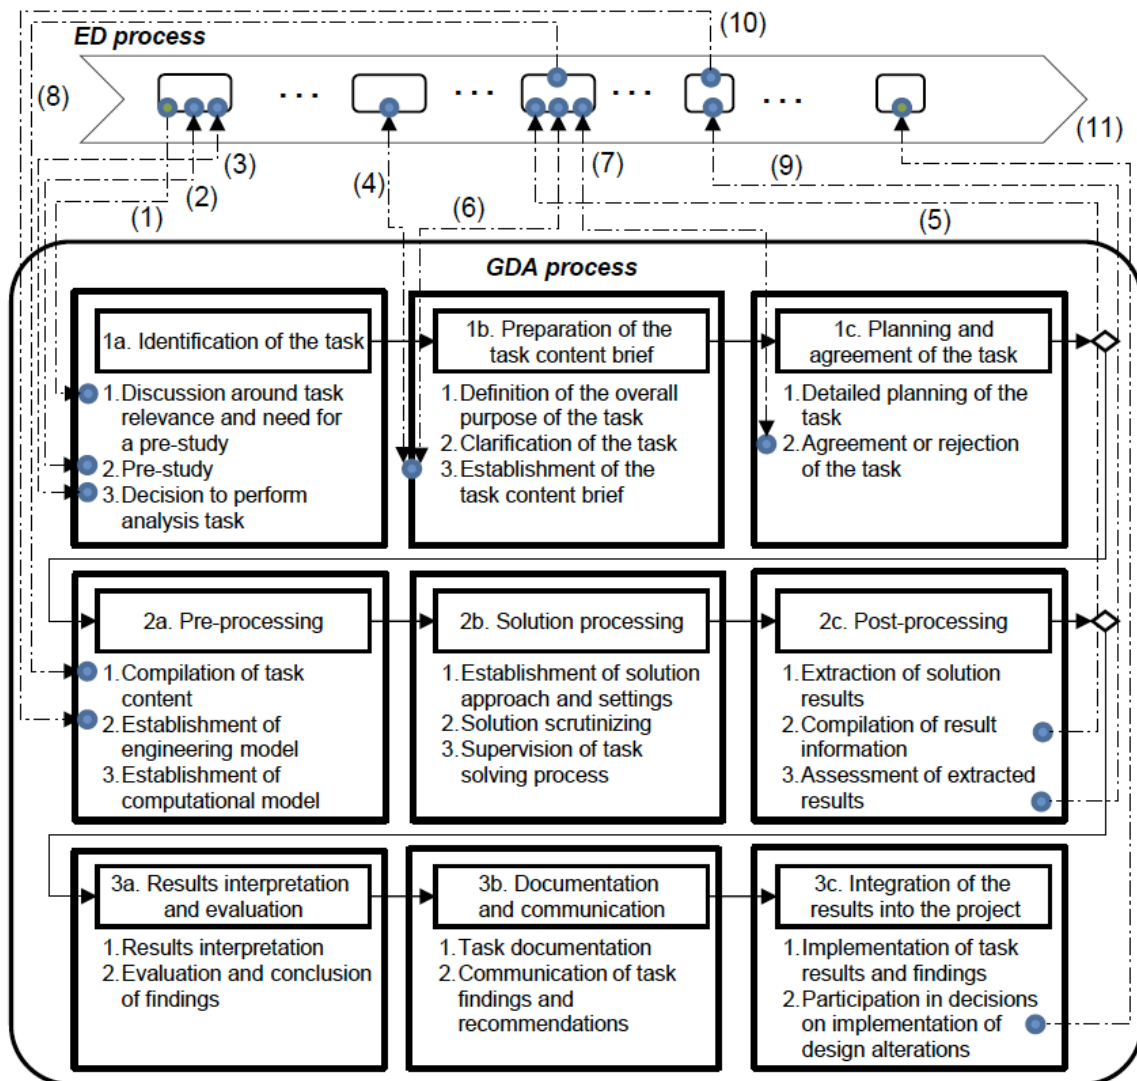 ED process
(10)
(8)
. . .
. . .
. . .
. . .
(11)
(3)
(7)
(9)
(2)
(4)
(1)
(6)
(5)
GDA process
1a. Identification of the task
1. Discussion around task
relevance and need for
a pre-study
2. Pre-study
3. Decision to perform
analysis task
1b. Preparation of the
task content brief
1. Definition of the overall
purpose of the task
2. Clarification of the task
3. Establishment of the
task content brief
1c. Planning and
agreement of the task
1. Detailed planning of the
task
2. Agreement or rejection
of the task
2a. Pre-processing
1. Compilation of task
content
2. Establishment of
engineering model
3. Establishment of
computational model
2b. Solution processing
1. Establishment of solution
approach and settings
2. Solution scrutinizing
3. Supervision of task
solving process
2c. Post-processing
1. Extraction of solution
results
2. Compilation of result
information
3. Assessment of extracted
results
3a. Results interpretation
and evaluation
1. Results interpretation
2. Evaluation and conclusion
of findings
3b. Documentation
and communication
1. Task documentation
2. Communication of task
findings and
recommendations
3c. Integration of the
results into the project
1. Implementation of task
results and findings
2. Participation in decisions
on implementation of
design alterations